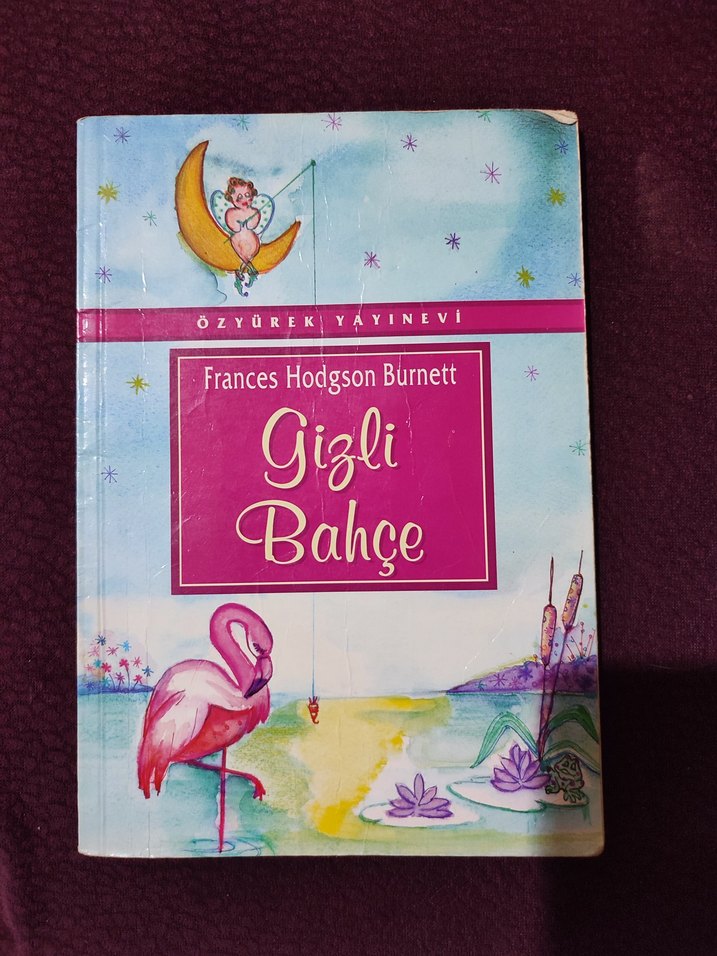 ÖZYÜREK YAYINEVİ
Frances Hodgson Burnett
Gizli
Bahçe